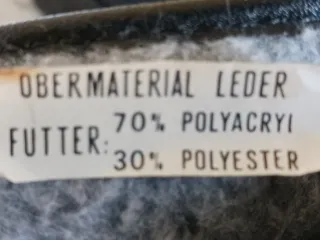 OBERMATERIAL LEDER
70% POLYACRYL
FUTTER:
30% POLYESTER